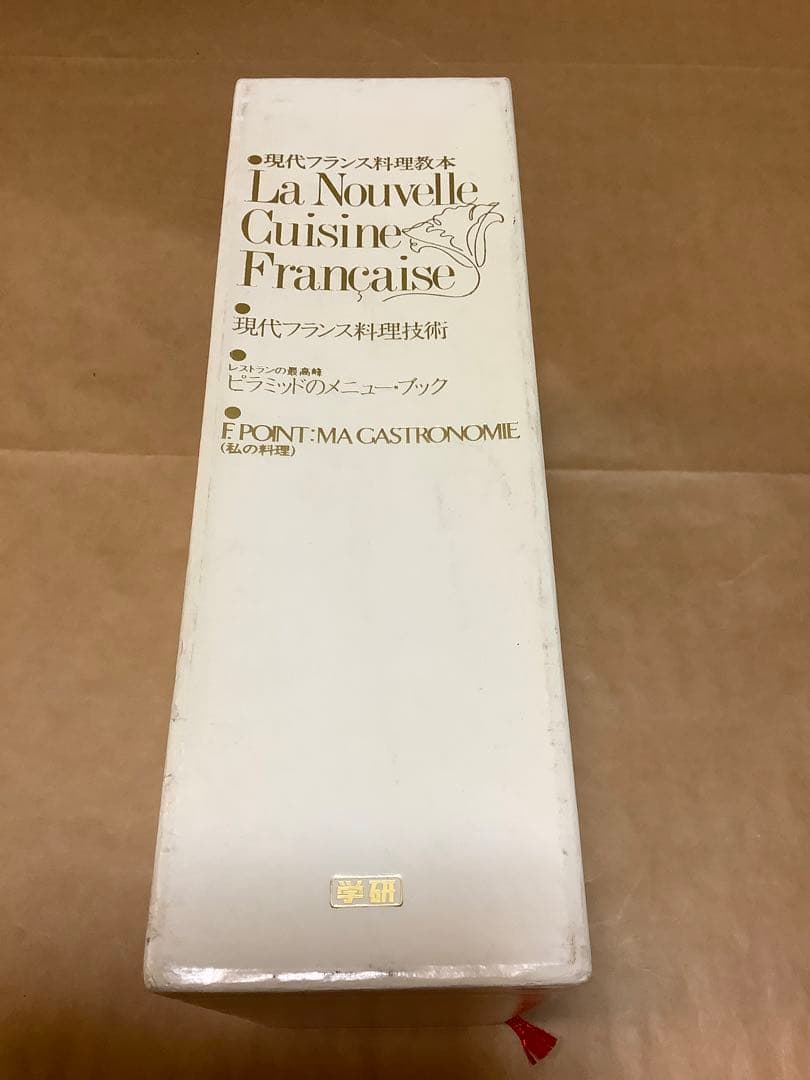 ●現代フランス料理教本
La Nouvelle
Cuisine
Française
●
現代フランス料理技術
●
レストランの最高峰
ピラミッドのメニュー・ブック
●
F. POINT: MA GASTRONOMIE
(私の料理)
学研